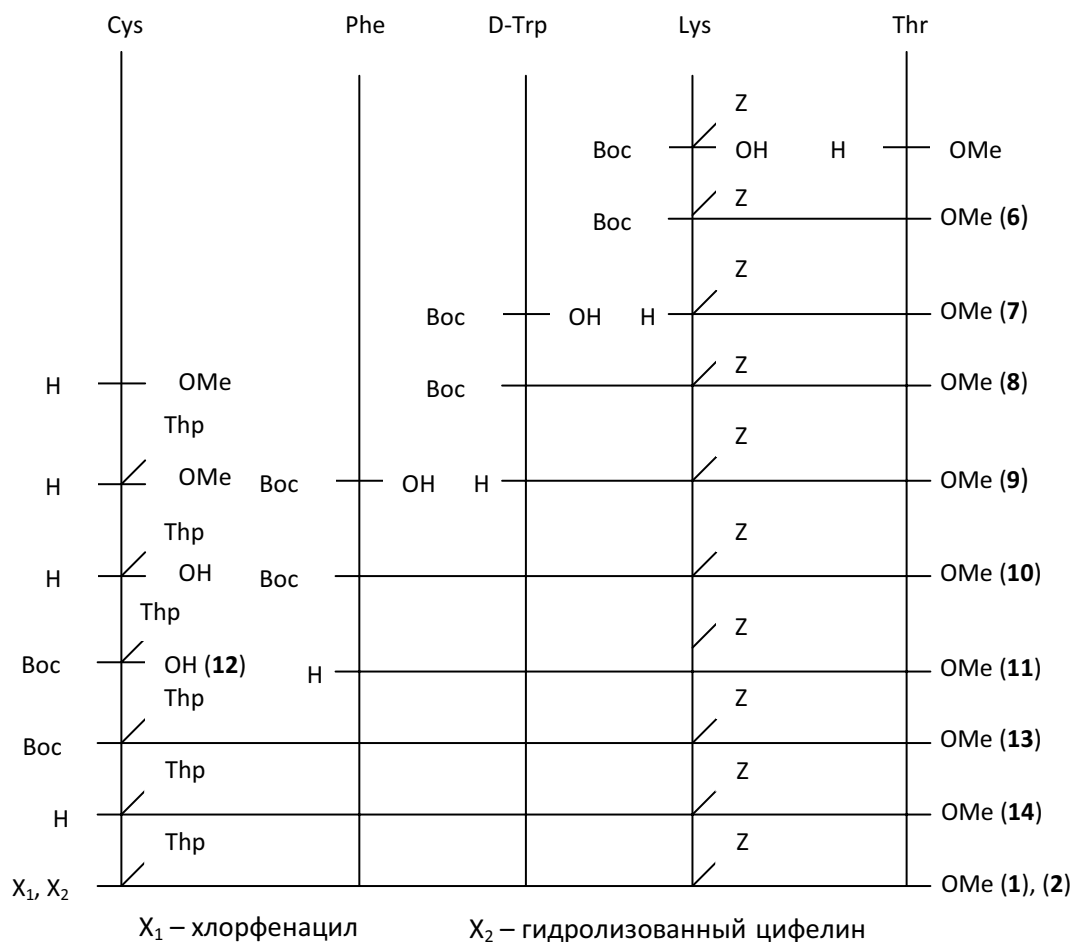 Cys Phe D-Trp Lys Thr
Z
Boc OH H OMe
Z
Boc OMe (6)
Z
Boc OH H OMe (7)
H OMe Boc Z OMe (8)
Thp Z
H OMe Boc OH H OMe (9)
Thp Z
H OH Boc OMe (10)
Thp Z
Boc OH (12) H OMe (11)
Thp Z
Boc OMe (13)
Thp Z
H OMe (14)
Thp Z
X₁, X₂ OMe (1), (2)
X₁ – хлорфенацил X₂ – гидролизованный цифелин